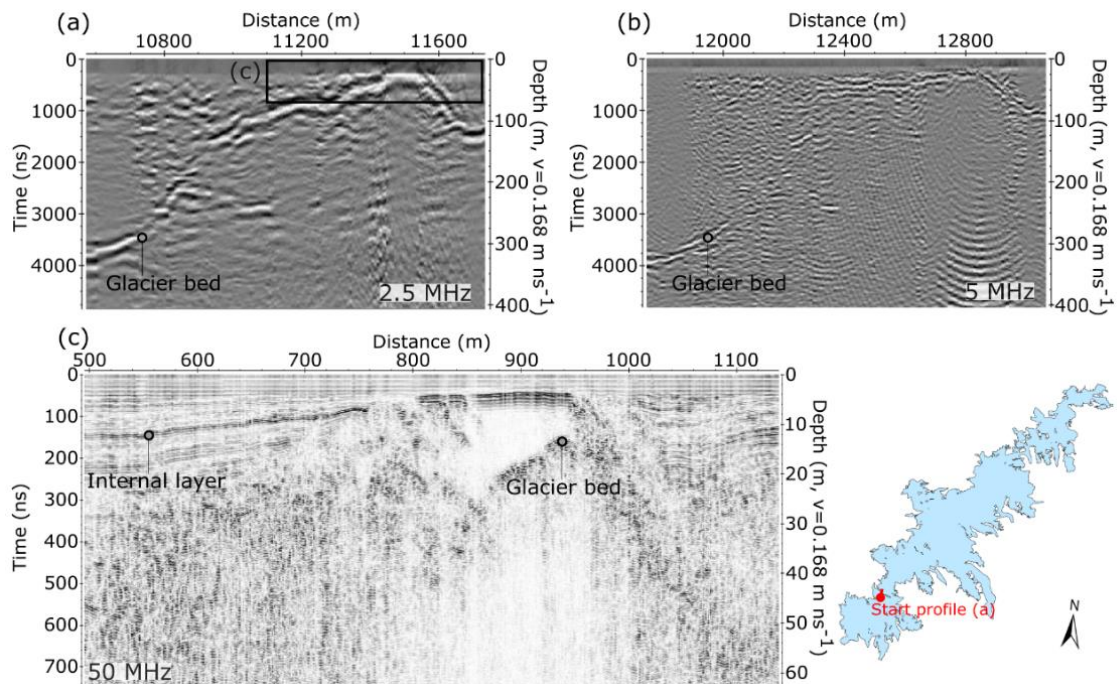 Distance (m)
Distance (m)
(a)
10800 11200 11600
(b)
12000 12400 12800
0
1000
2000
3000
4000
Time (ns)
(c)
0
100
200
300
400
Depth (m, v=0.168 m ns-1)
Glacier bed
2.5 MHz
0
1000
2000
3000
4000
Time (ns)
0
100
200
300
400
Depth (m, v=0.168 m ns-1)
Glacier bed
5 MHz
(c)
Distance (m)
500 600 700 800 900 1000 1100
0
100
200
300
400
500
600
700
Time (ns)
0
10
20
30
40
50
60
Depth (m, v=0.168 m ns-1)
Internal layer
Glacier bed
50 MHz
Start profile (a)
N